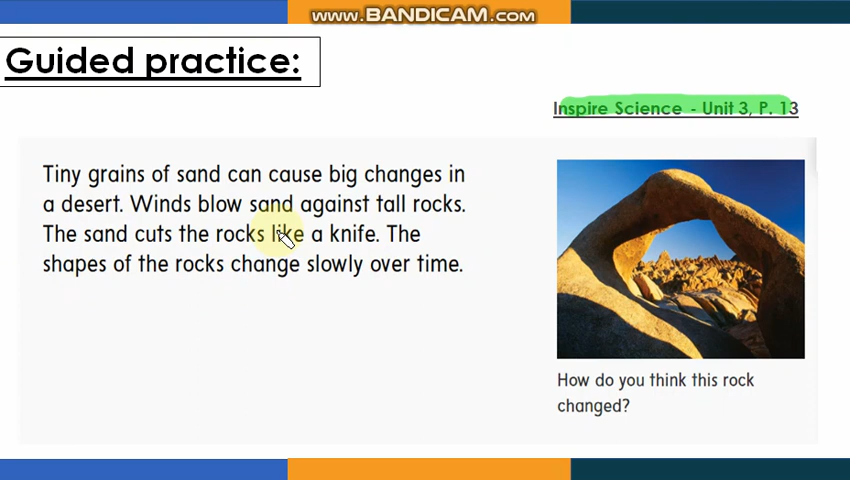 WWW.BANDICAM.COM
Guided practice:
Inspire Science - Unit 3, P. 13
Tiny grains of sand can cause big changes in
a desert. Winds blow sand against tall rocks.
The sand cuts the rocks like a knife. The
shapes of the rocks change slowly over time.
How do you think this rock
changed?